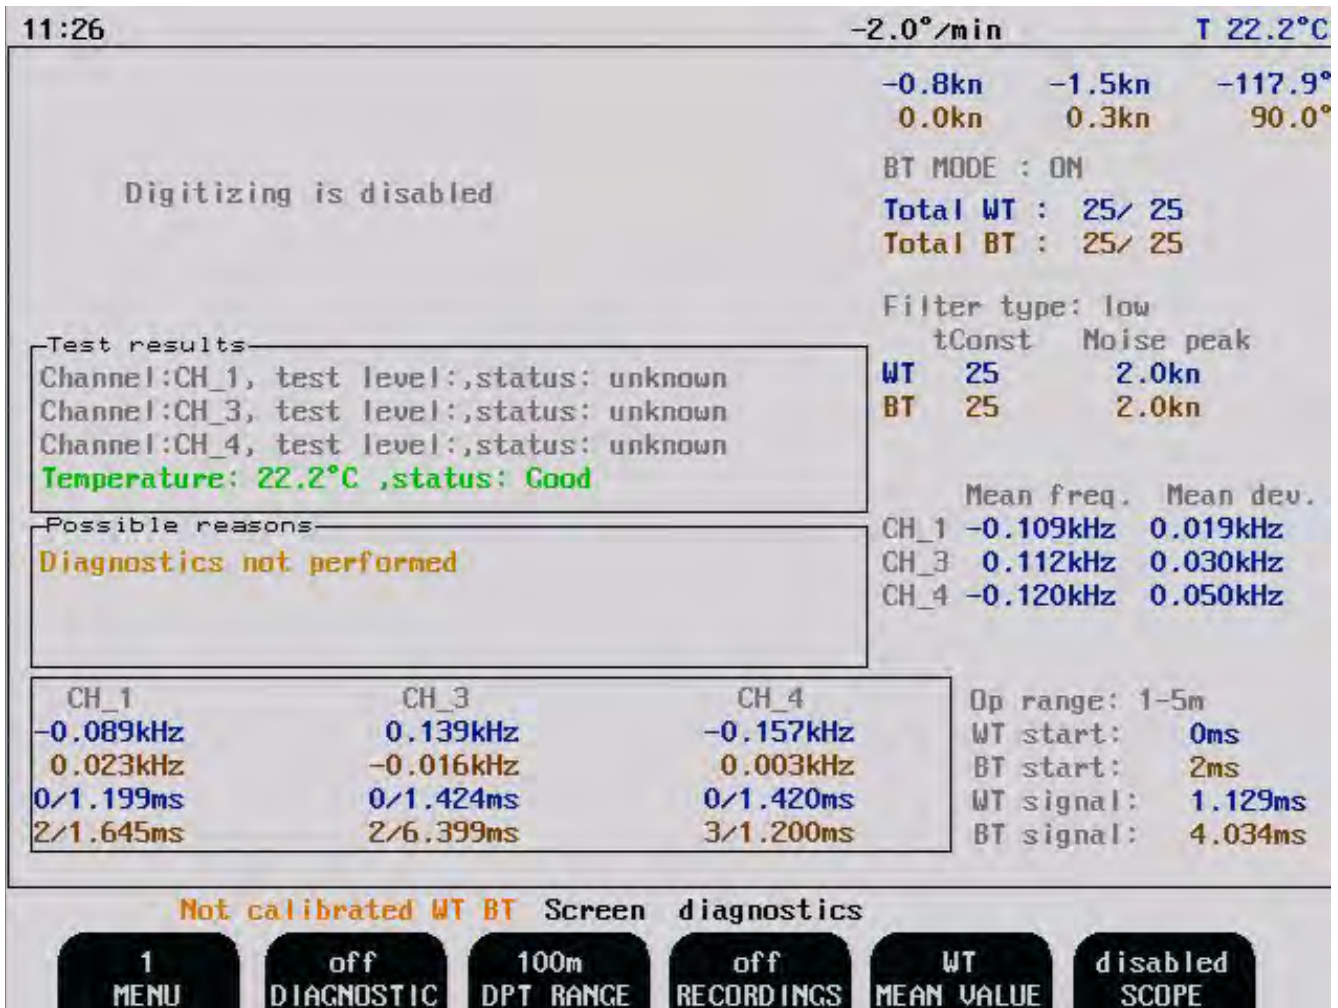 11:26 -2.0°/min T 22.2°C
-0.8kn -1.5kn -117.9°
0.0kn 0.3kn 90.0°
BT MODE : ON
Digitizing is disabled
Total WT : 25/ 25
Total BT : 25/ 25
Filter type: low
tConst Noise peak
WT 25 2.0kn
BT 25 2.0kn
Test results
Channel:CH_1, test level:,status: unknown
Channel:CH_3, test level:,status: unknown
Channel:CH_4, test level:,status: unknown
Temperature: 22.2°C ,status: Good
Mean freq. Mean dev.
CH_1 -0.109kHz 0.019kHz
CH_3 0.112kHz 0.030kHz
CH_4 -0.120kHz 0.050kHz
Possible reasons
Diagnostics not performed
CH_1 CH_3 CH_4
-0.089kHz 0.139kHz -0.157kHz
0.023kHz -0.016kHz 0.003kHz
0/1.199ms 0/1.424ms 0/1.420ms
2/1.645ms 2/6.399ms 3/1.200ms
Op range: 1-5m
WT start: 0ms
BT start: 2ms
WT signal: 1.129ms
BT signal: 4.034ms
Not calibrated WT BT Screen diagnostics
1 off 100m off WT disabled
MENU DIAGNOSTIC DPT RANGE RECORDINGS MEAN VALUE SCOPE